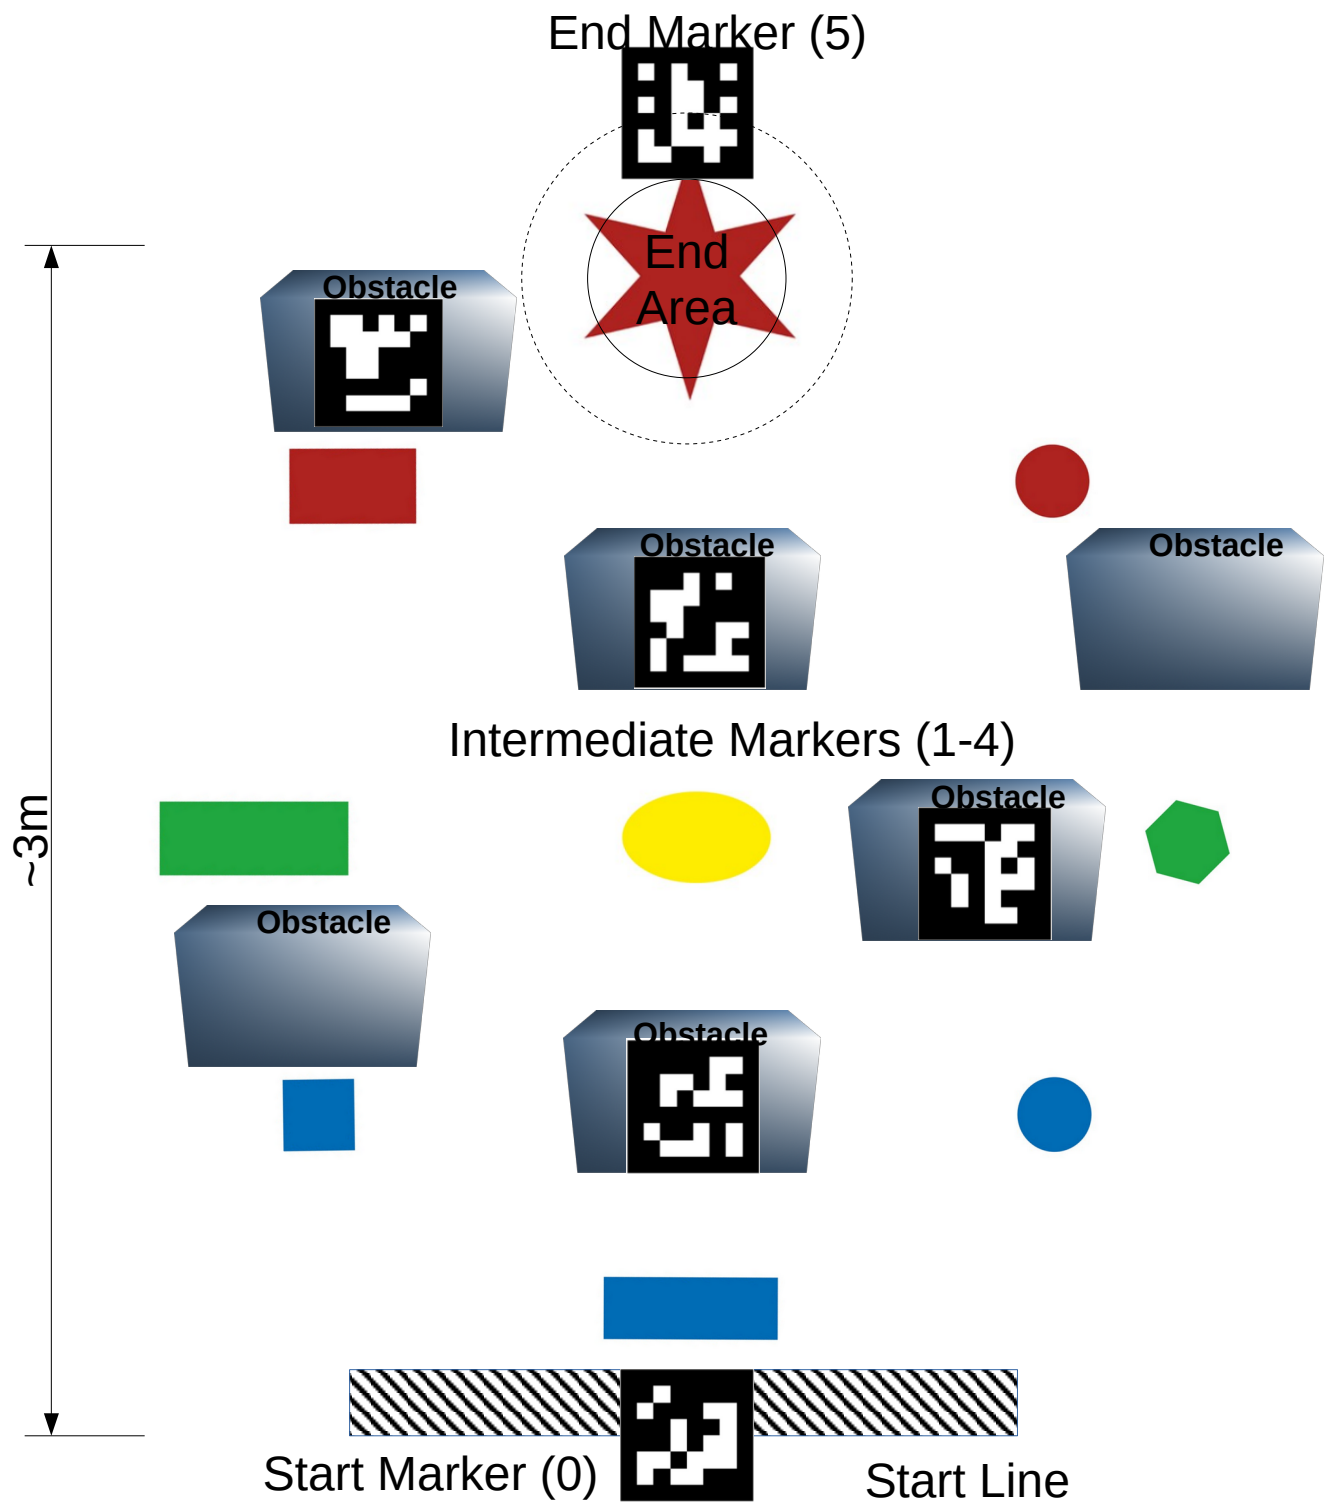 End Marker (5)
End
Area
Obstacle
Obstacle
Obstacle
Intermediate Markers (1-4)
Obstacle
~3m
Obstacle
Obstacle
Start Marker (0)
Start Line